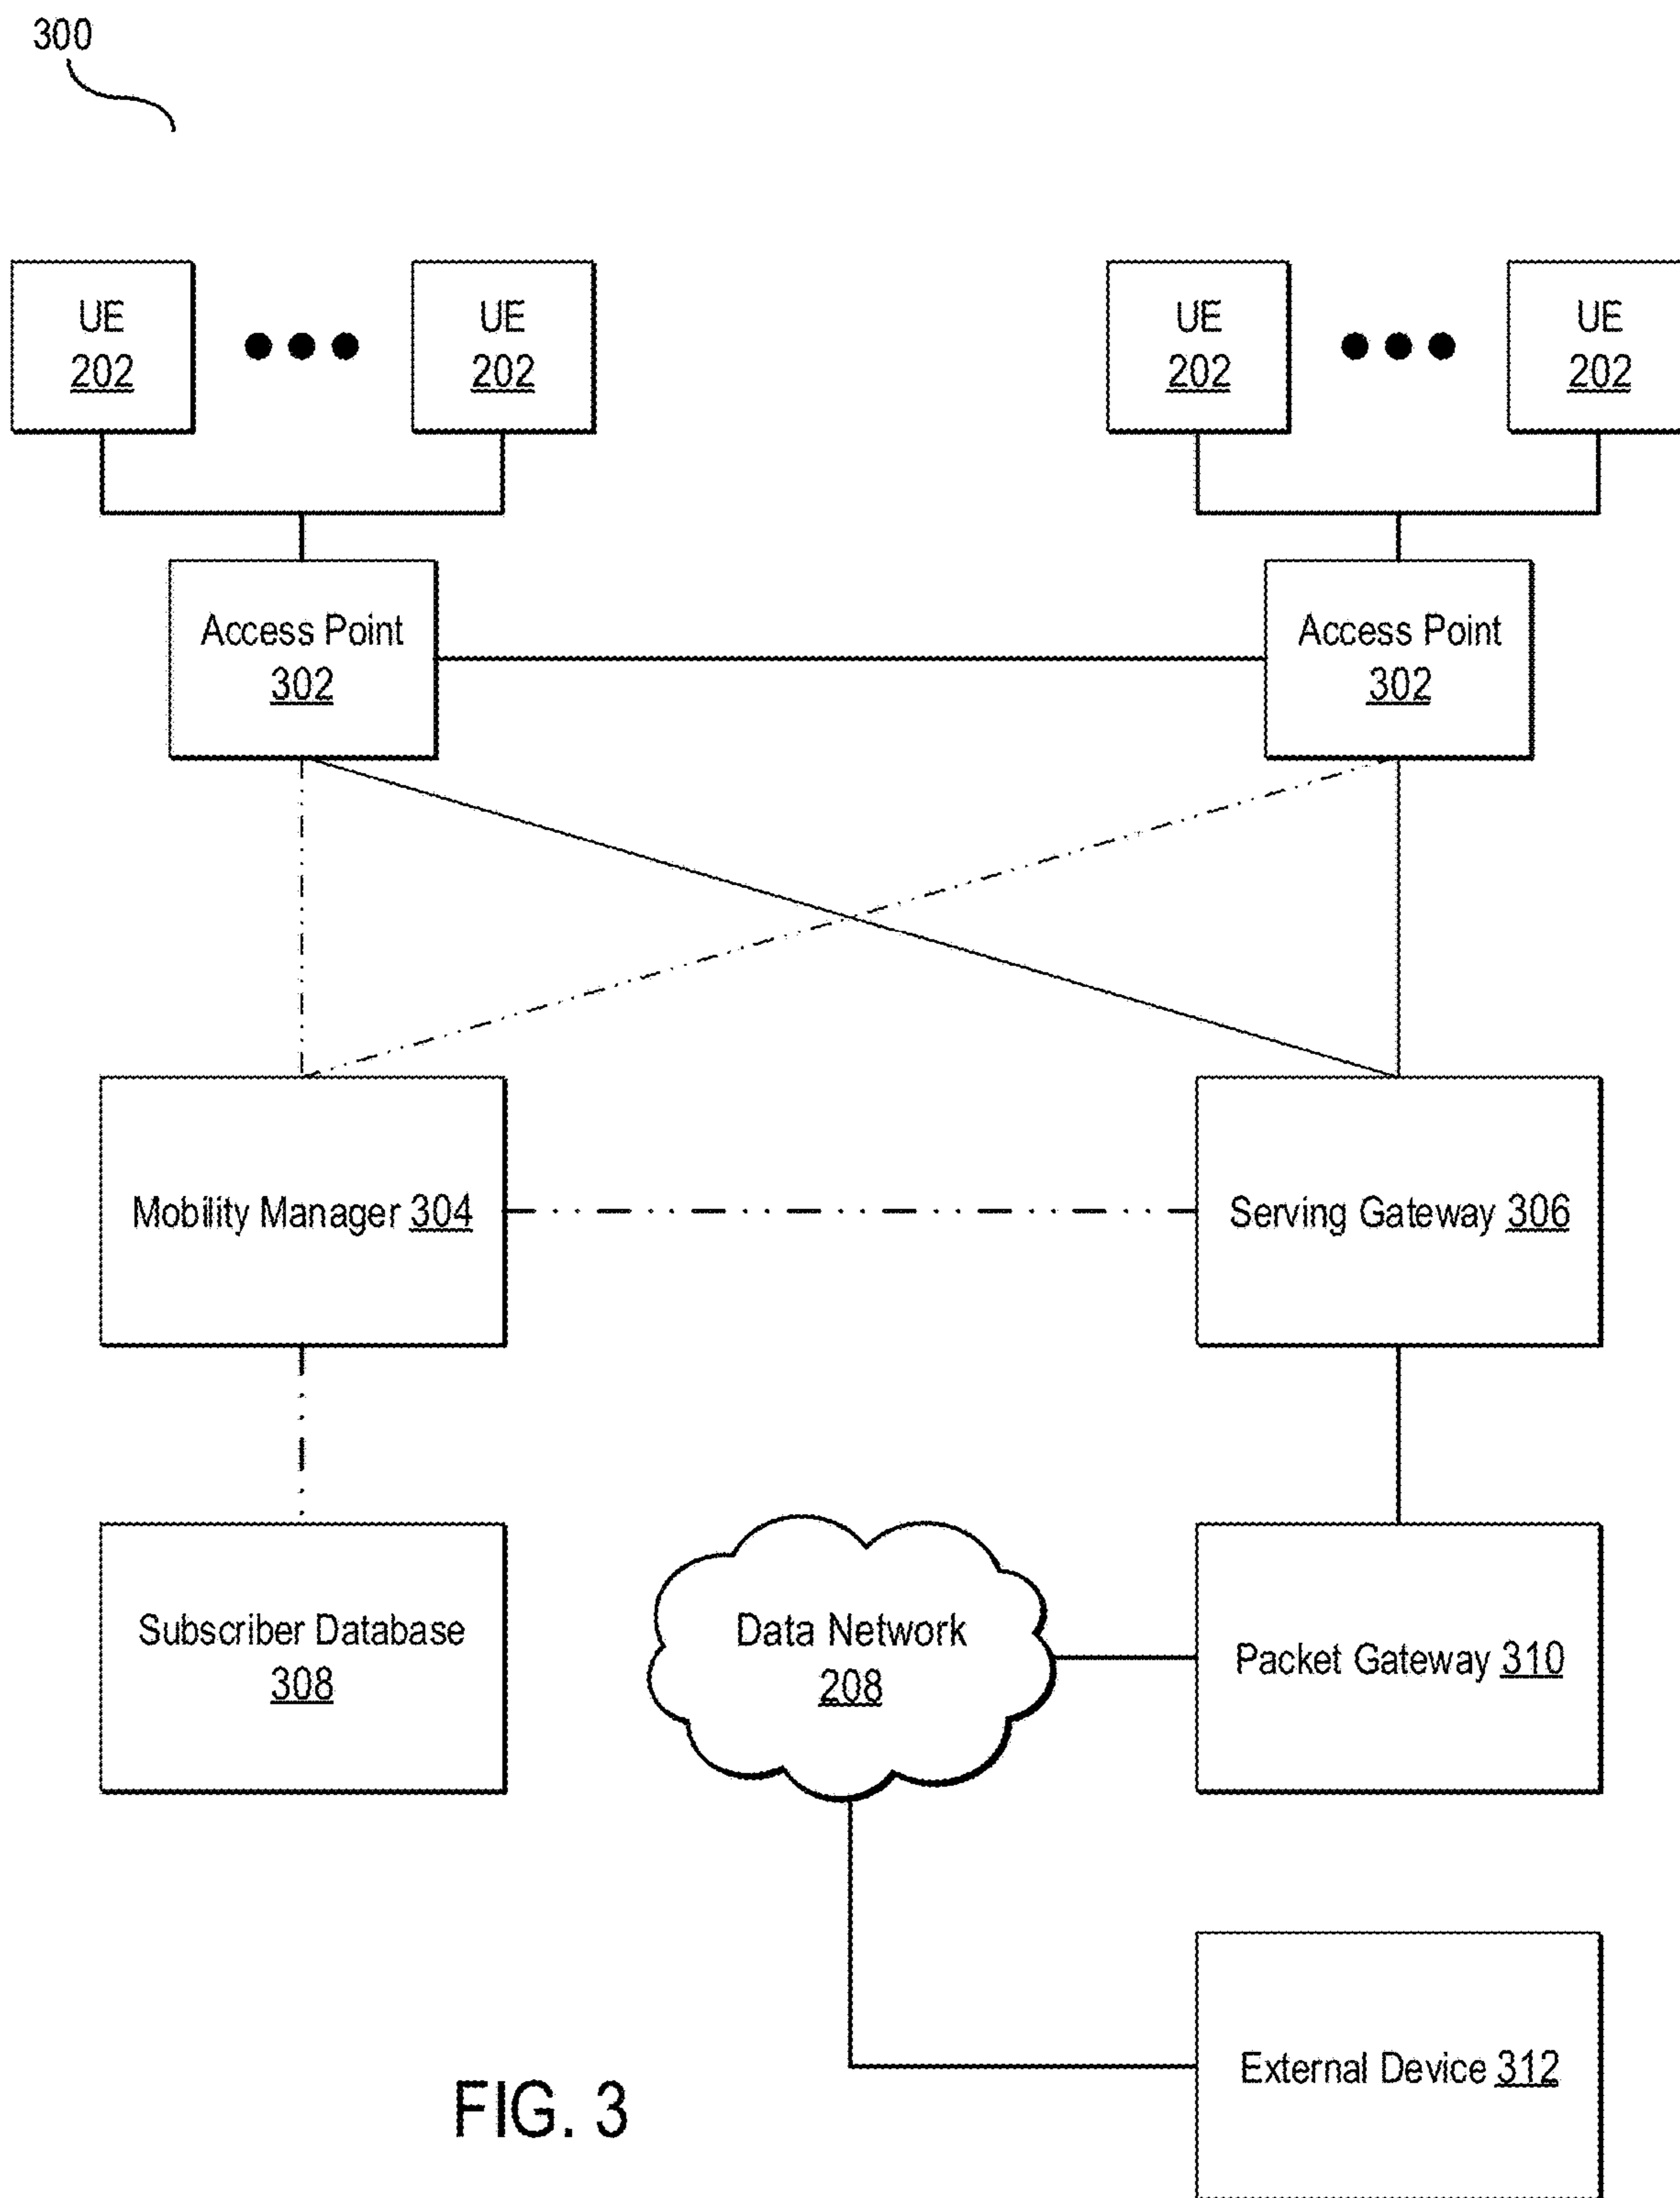 300
UE
202
UE
202
UE
202
UE
202
Access Point
302
Access Point
302
Mobility Manager 304
Serving Gateway 306
Subscriber Database
308
Data Network
208
Packet Gateway 310
External Device 312
FIG. 3